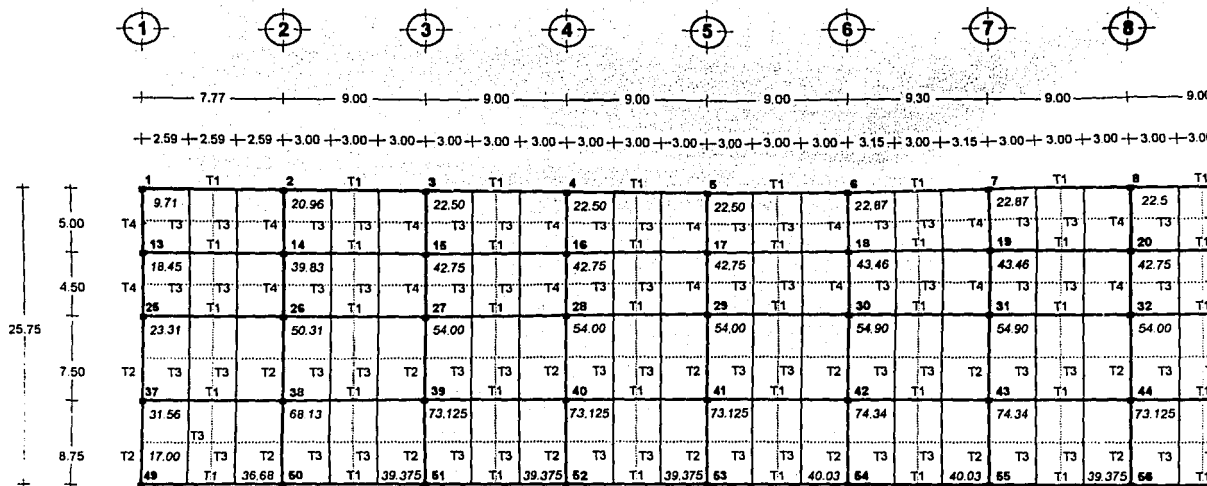 1 2 3 4 5 6 7 8
7.77 9.00 9.00 9.00 9.00 9.30 9.00 9.00
2.59 2.59 2.59 3.00 3.00 3.00 3.00 3.00 3.00 3.00 3.00 3.00 3.00 3.00 3.00 3.15 3.00 3.15 3.00 3.00 3.00 3.00
1 T1 2 T1 3 T1 4 T1 5 T1 6 T1 7 T1 8 T1
9.71 20.96 22.50 22.50 22.50 22.87 22.87 22.5
5.00 T4 T3 T3 T4 T3 T3 T4 T3 T3 T4 T3 T3 T4 T3 T3 T4 T3 T3 T4 T3 T3 T4 T3
13 T1 14 T1 15 T1 16 T1 17 T1 18 T1 19 T1 20 T1
18.45 39.83 42.75 42.75 42.75 43.46 43.46 42.75
4.50 T4 T3 T3 T4 T3 T3 T4 T3 T3 T4 T3 T3 T4 T3 T3 T4 T3 T3 T4 T3 T3 T4 T3
25 T1 26 T1 27 T1 28 T1 29 T1 30 T1 31 T1 32 T1
25.75 23.31 50.31 54.00 54.00 54.00 54.90 54.90 54.00
7.50 T2 T3 T3 T2 T3 T3 T2 T3 T3 T2 T3 T3 T2 T3 T3 T2 T3 T3 T2 T3 T3 T2 T3
37 T1 38 T1 39 T1 40 T1 41 T1 42 T1 43 T1 44 T1
31.56 68.13 73.125 73.125 73.125 74.34 74.34 73.125
T3
8.75 T2 17.00 T3 T2 T3 T3 T2 T3 T3 T2 T3 T3 T2 T3 T3 T2 T3 T3 T2 T3 T3 T2 T3
49 T1 36.68 50 T1 39.375 51 T1 39.375 52 T1 39.375 53 T1 40.03 54 T1 40.03 55 T1 39.375 56 T1